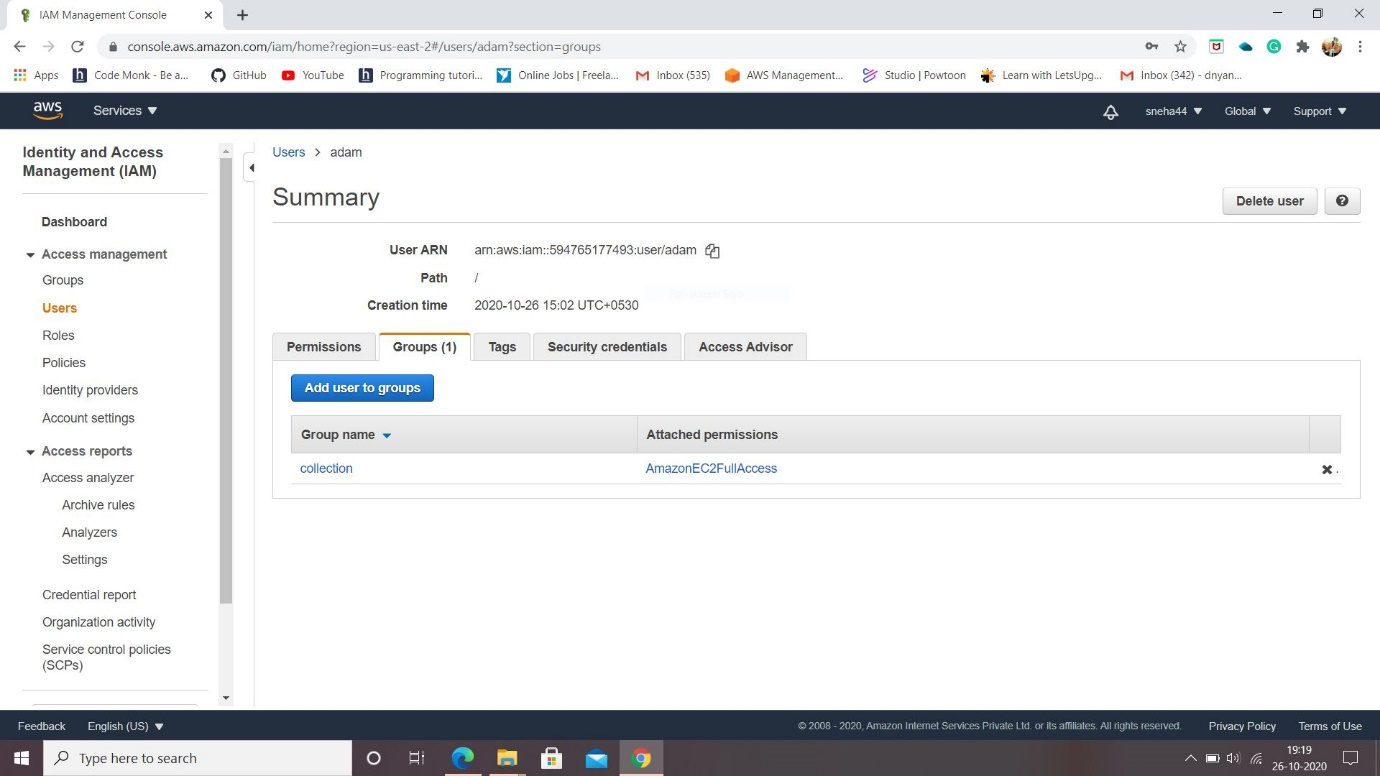 IAM Management Console
console.aws.amazon.com/iam/home?region=us-east-2#/users/adam?section=groups
Apps Code Monk - Be a... GitHub YouTube Programming tutori... Online Jobs | Freela... Inbox (535) AWS Management... Studio | Powtoon Learn with LetsUpg... Inbox (342) - dnyan...
aws Services sneha44 Global Support
Identity and Access
Management (IAM)
Dashboard
Access management
Groups
Users
Roles
Policies
Identity providers
Account settings
Access reports
Access analyzer
Archive rules
Analyzers
Settings
Credential report
Organization activity
Service control policies
(SCPs)
Users > adam
Summary
Delete user
User ARN arn:aws:iam::594765177493:user/adam
Path /
Creation time 2020-10-26 15:02 UTC+0530
Permissions Groups (1) Tags Security credentials Access Advisor
Add user to groups
Group name Attached permissions
collection AmazonEC2FullAccess
Feedback English (US) © 2008 - 2020, Amazon Internet Services Private Ltd. or its affiliates. All rights reserved. Privacy Policy Terms of Use
Type here to search
19:19
26-10-2020